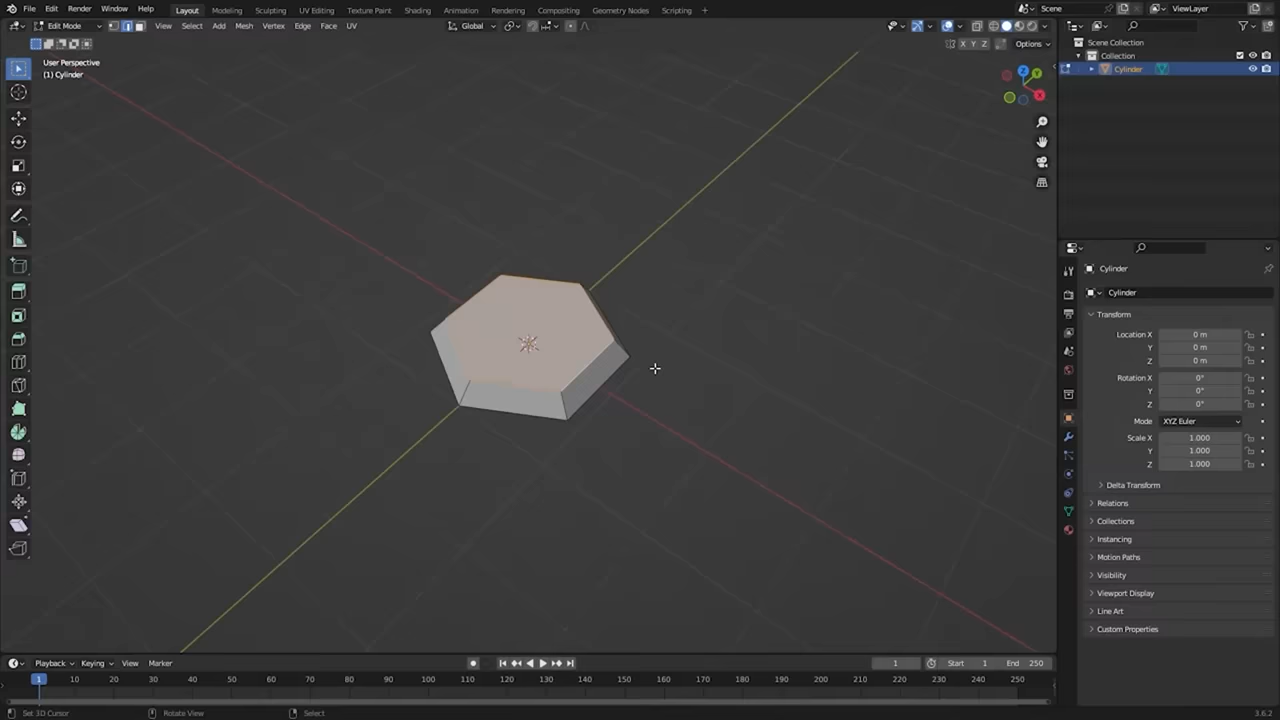 File Edit Render Window Help Layout Modeling Sculpting UV Editing Texture Paint Shading Animation Rendering Compositing Geometry Nodes Scripting + Scene ViewLayer
Edit Mode View Select Add Mesh Vertex Edge Face UV Global
X Y Z Options
User Perspective
(1) Cylinder
Z
Y
X
Scene Collection
Collection
Cylinder
Cylinder
Cylinder
Transform
Location X 0 m
Y 0 m
Z 0 m
Rotation X 0°
Y 0°
Z 0°
Mode XYZ Euler
Scale X 1.000
Y 1.000
Z 1.000
Delta Transform
Relations
Collections
Instancing
Motion Paths
Visibility
Viewport Display
Line Art
Custom Properties
Playback Keying View Marker 1 Start 1 End 250
1 10 20 30 40 50 60 70 80 90 100 110 120 130 140 150 160 170 180 190 200 210 220 230 240 250
Set 3D Cursor Rotate View Select 3.6.2